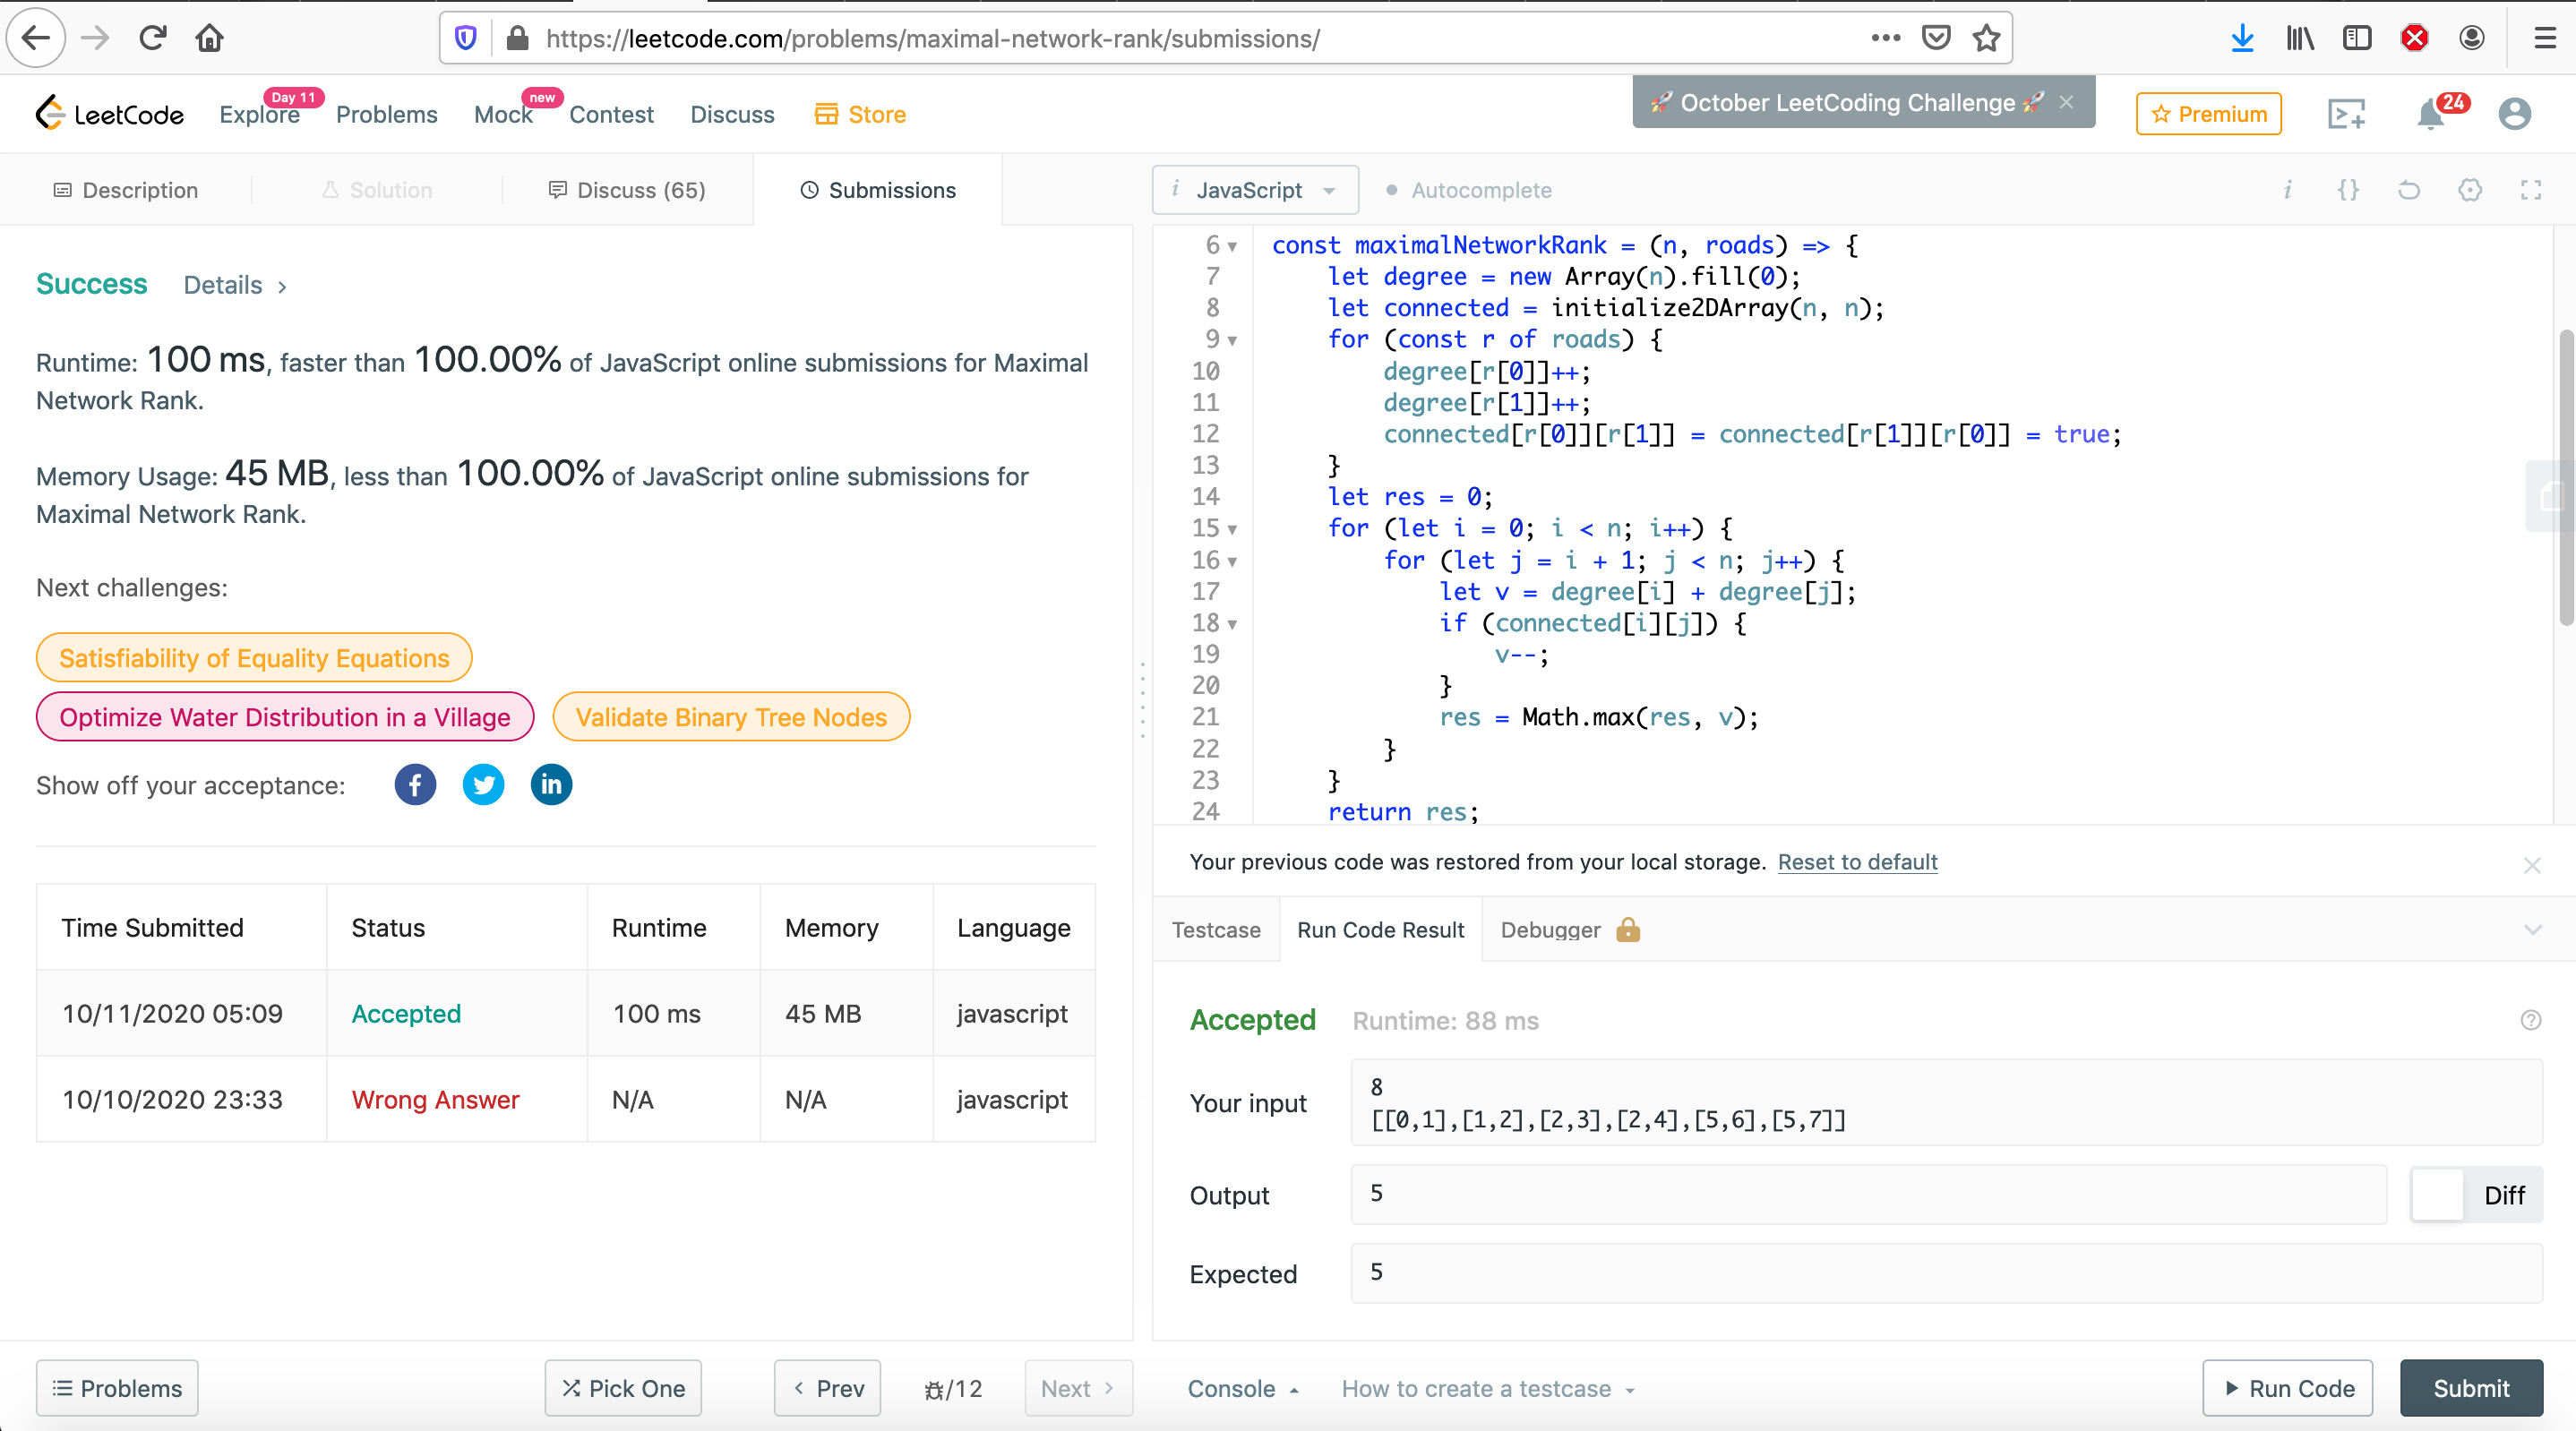 https://leetcode.com/problems/maximal-network-rank/submissions/
LeetCode
Explore
Day 11
Problems
Mock
new
Contest
Discuss
Store
🚀 October LeetCoding Challenge 🚀 ×
Premium
24
Description
Solution
Discuss (65)
Submissions
Success Details >
Runtime: 100 ms, faster than 100.00% of JavaScript online submissions for Maximal
Network Rank.
Memory Usage: 45 MB, less than 100.00% of JavaScript online submissions for
Maximal Network Rank.
Next challenges:
Satisfiability of Equality Equations
Optimize Water Distribution in a Village
Validate Binary Tree Nodes
Show off your acceptance:
Time Submitted Status Runtime Memory Language
10/11/2020 05:09 Accepted 100 ms 45 MB javascript
10/10/2020 23:33 Wrong Answer N/A N/A javascript
Problems
Pick One
< Prev
/12
Next >
i JavaScript
Autocomplete
i {}
6 const maximalNetworkRank = (n, roads) => {
7 let degree = new Array(n).fill(0);
8 let connected = initialize2DArray(n, n);
9 for (const r of roads) {
10 degree[r[0]]++;
11 degree[r[1]]++;
12 connected[r[0]][r[1]] = connected[r[1]][r[0]] = true;
13 }
14 let res = 0;
15 for (let i = 0; i < n; i++) {
16 for (let j = i + 1; j < n; j++) {
17 let v = degree[i] + degree[j];
18 if (connected[i][j]) {
19 v--;
20 }
21 res = Math.max(res, v);
22 }
23 }
24 return res;
Your previous code was restored from your local storage. Reset to default
Testcase
Run Code Result
Debugger
Accepted Runtime: 88 ms
Your input
8
[[0,1],[1,2],[2,3],[2,4],[5,6],[5,7]]
Output
5
Diff
Expected
5
Console
How to create a testcase
Run Code
Submit